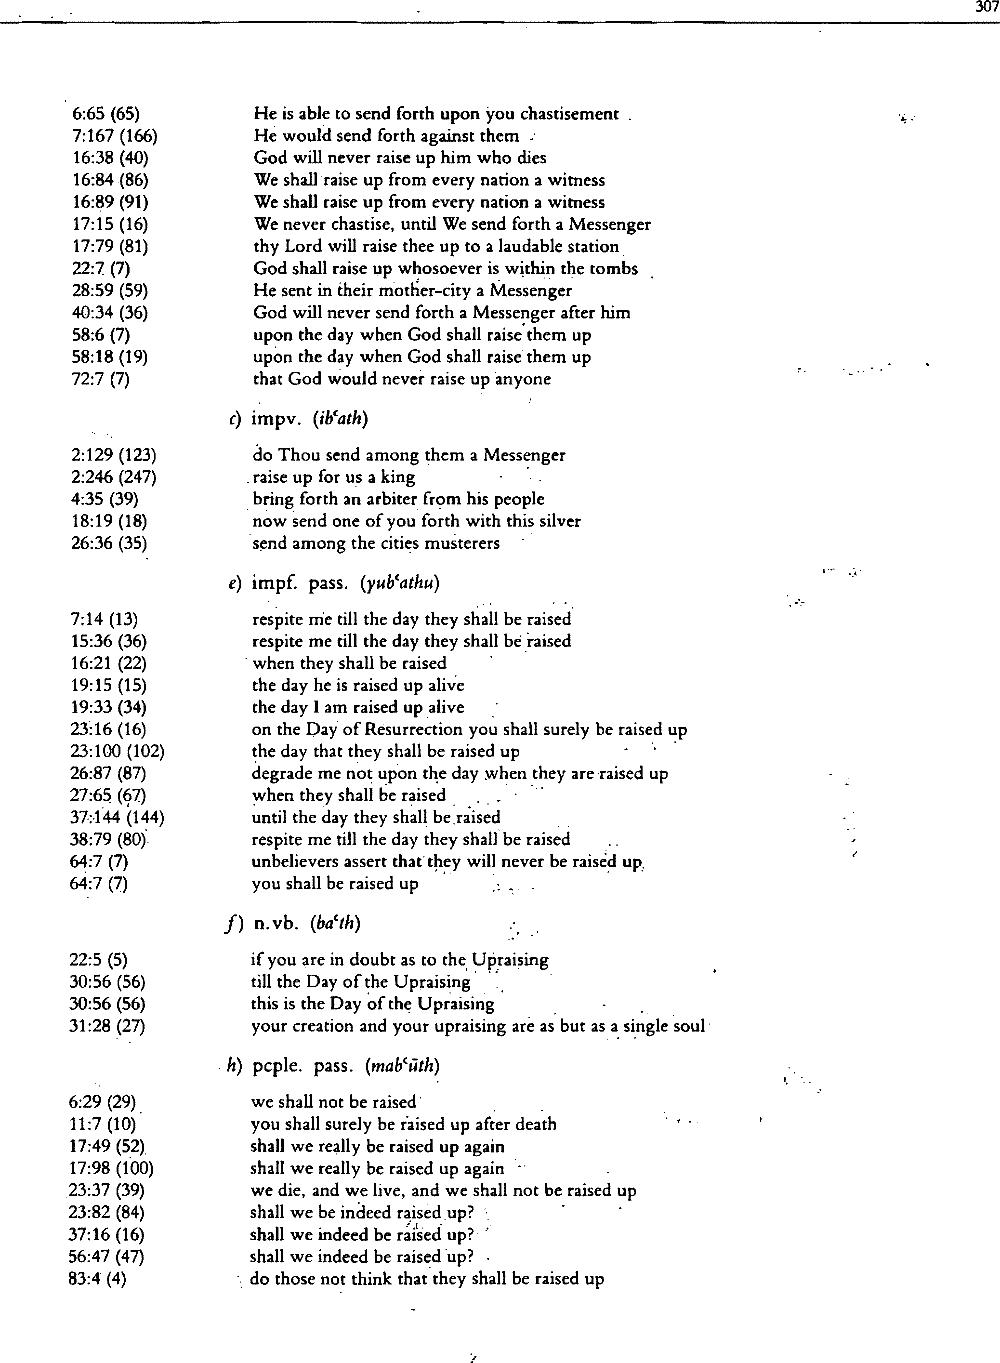 307
6:65 (65) He is able to send forth upon you chastisement
7:167 (166) He would send forth against them
16:38 (40) God will never raise up him who dies
16:84 (86) We shall raise up from every nation a witness
16:89 (91) We shall raise up from every nation a witness
17:15 (16) We never chastise, until We send forth a Messenger
17:79 (81) thy Lord will raise thee up to a laudable station
22:7 (7) God shall raise up whosoever is within the tombs
28:59 (59) He sent in their mother-city a Messenger
40:34 (36) God will never send forth a Messenger after him
58:6 (7) upon the day when God shall raise them up
58:18 (19) upon the day when God shall raise them up
72:7 (7) that God would never raise up anyone
c) impv. (ibʿath)
2:129 (123) do Thou send among them a Messenger
2:246 (247) raise up for us a king
4:35 (39) bring forth an arbiter from his people
18:19 (18) now send one of you forth with this silver
26:36 (35) send among the cities musterers
e) impf. pass. (yubʿathu)
7:14 (13) respite me till the day they shall be raised
15:36 (36) respite me till the day they shall be raised
16:21 (22) when they shall be raised
19:15 (15) the day he is raised up alive
19:33 (34) the day I am raised up alive
23:16 (16) on the Day of Resurrection you shall surely be raised up
23:100 (102) the day that they shall be raised up
26:87 (87) degrade me not upon the day when they are raised up
27:65 (67) when they shall be raised
37:144 (144) until the day they shall be raised
38:79 (80) respite me till the day they shall be raised
64:7 (7) unbelievers assert that they will never be raised up
64:7 (7) you shall be raised up
f) n.vb. (baʿth)
22:5 (5) if you are in doubt as to the Upraising
30:56 (56) till the Day of the Upraising
30:56 (56) this is the Day of the Upraising
31:28 (27) your creation and your upraising are as but as a single soul
h) pcple. pass. (mabʿūth)
6:29 (29) we shall not be raised
11:7 (10) you shall surely be raised up after death
17:49 (52) shall we really be raised up again
17:98 (100) shall we really be raised up again
23:37 (39) we die, and we live, and we shall not be raised up
23:82 (84) shall we be indeed raised up?
37:16 (16) shall we indeed be raised up?
56:47 (47) shall we indeed be raised up?
83:4 (4) do those not think that they shall be raised up